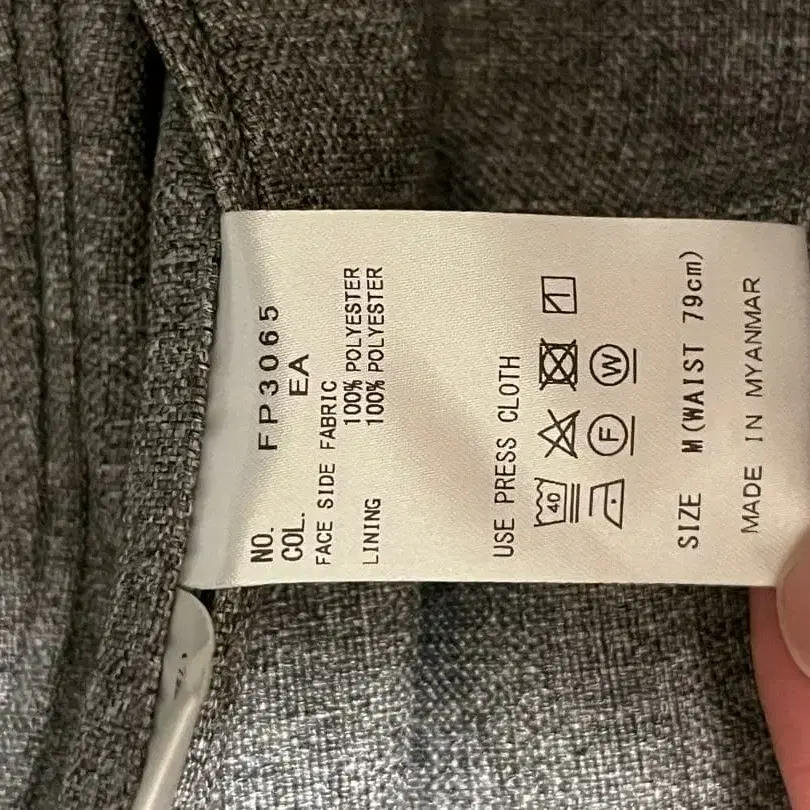 NO. FP3065
COL. EA
FACE SIDE FABRIC
100% POLYESTER
LINING 100% POLYESTER
USE PRESS CLOTH
40
F W
SIZE M(WAIST 79cm)
MADE IN MYANMAR